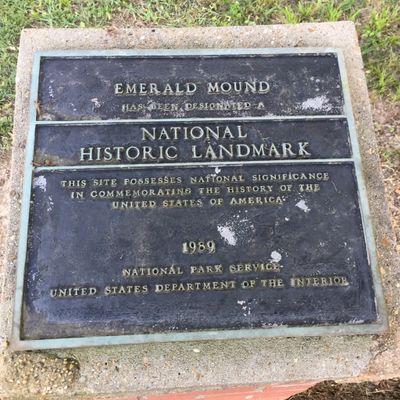 EMERALD MOUND
HAS BEEN DESIGNATED A
NATIONAL
HISTORIC LANDMARK
THIS SITE POSSESSES NATIONAL SIGNIFICANCE
IN COMMEMORATING THE HISTORY OF THE
UNITED STATES OF AMERICA
1989
NATIONAL PARK SERVICE
UNITED STATES DEPARTMENT OF THE INTERIOR